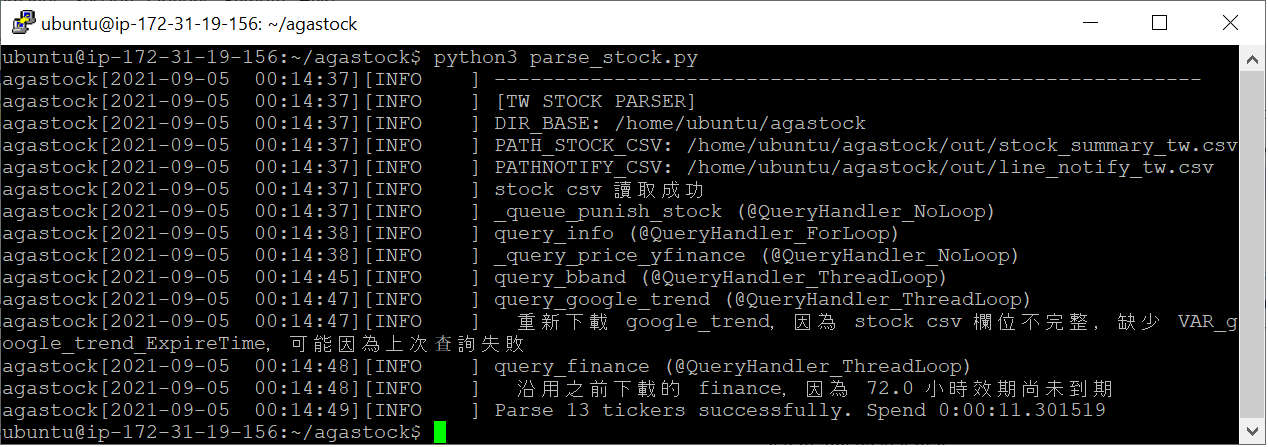 ubuntu@ip-172-31-19-156: ~/agastock
ubuntu@ip-172-31-19-156:~/agastock$ python3 parse_stock.py
agastock[2021-09-05  00:14:37][INFO    ] -----------------------------------------------------------
agastock[2021-09-05  00:14:37][INFO    ] [TW STOCK PARSER]
agastock[2021-09-05  00:14:37][INFO    ] DIR_BASE: /home/ubuntu/agastock
agastock[2021-09-05  00:14:37][INFO    ] PATH_STOCK_CSV: /home/ubuntu/agastock/out/stock_summary_tw.csv
agastock[2021-09-05  00:14:37][INFO    ] PATHNOTIFY_CSV: /home/ubuntu/agastock/out/line_notify_tw.csv
agastock[2021-09-05  00:14:37][INFO    ] stock csv 讀取成功
agastock[2021-09-05  00:14:37][INFO    ] _queue_punish_stock (@QueryHandler_NoLoop)
agastock[2021-09-05  00:14:38][INFO    ] query_info (@QueryHandler_ForLoop)
agastock[2021-09-05  00:14:38][INFO    ] _query_price_yfinance (@QueryHandler_NoLoop)
agastock[2021-09-05  00:14:45][INFO    ] query_bband (@QueryHandler_ThreadLoop)
agastock[2021-09-05  00:14:47][INFO    ] query_google_trend (@QueryHandler_ThreadLoop)
agastock[2021-09-05  00:14:47][INFO    ]   重新下載 google_trend, 因為 stock csv 欄位不完整, 缺少 VAR_g
oogle_trend_ExpireTime, 可能因為上次查詢失敗
agastock[2021-09-05  00:14:48][INFO    ] query_finance (@QueryHandler_ThreadLoop)
agastock[2021-09-05  00:14:48][INFO    ]   沿用之前下載的 finance, 因為 72.0 小時效期尚未到期
agastock[2021-09-05  00:14:49][INFO    ] Parse 13 tickers successfully. Spend 0:00:11.301519
ubuntu@ip-172-31-19-156:~/agastock$